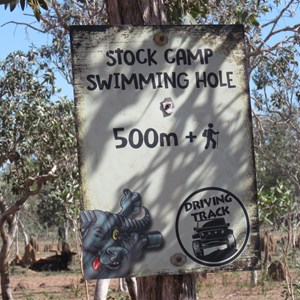 STOCK CAMP
SWIMMING HOLE
500m +
DRIVING
TRACK